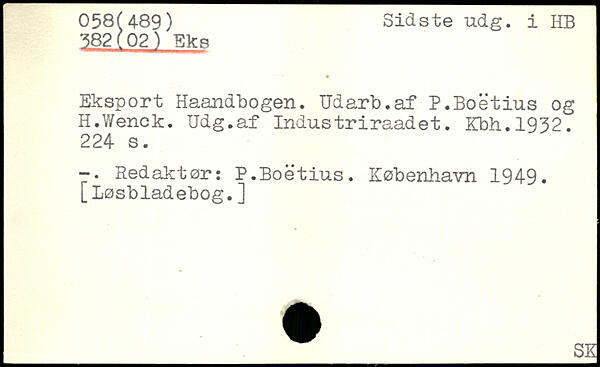 058(489) Sidste udg. i HB
382(02) Eks
Eksport Haandbogen. Udarb.af P.Boëtius og
H.Wenck. Udg.af Industriraadet. Kbh.1932.
224 s.
-. Redaktør: P.Boëtius. København 1949.
[Løsbladebog.]
SK